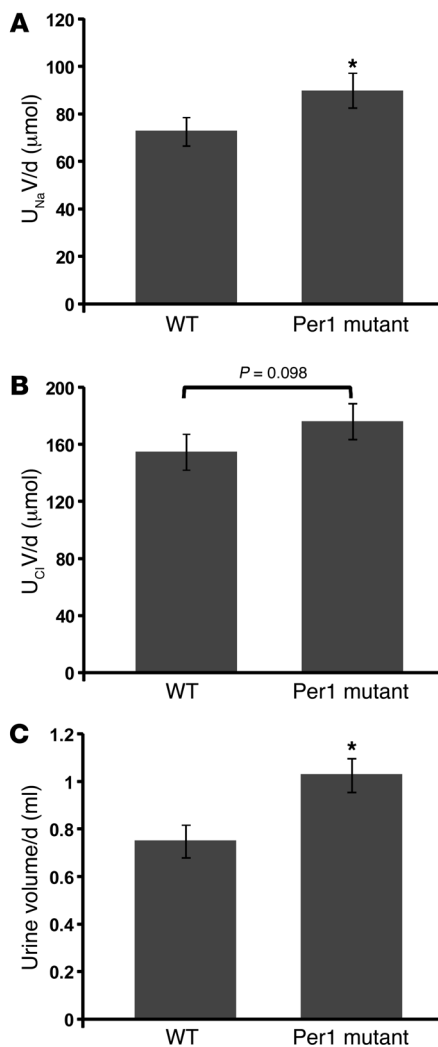 A
120
*
100
80
60
40
20
0
U_Na V/d (μmol)
WT Per1 mutant
B
P = 0.098
200
160
120
80
40
0
U_Cl V/d (μmol)
WT Per1 mutant
C
1.2
*
1
0.8
0.6
0.4
0.2
0
Urine volume/d (ml)
WT Per1 mutant